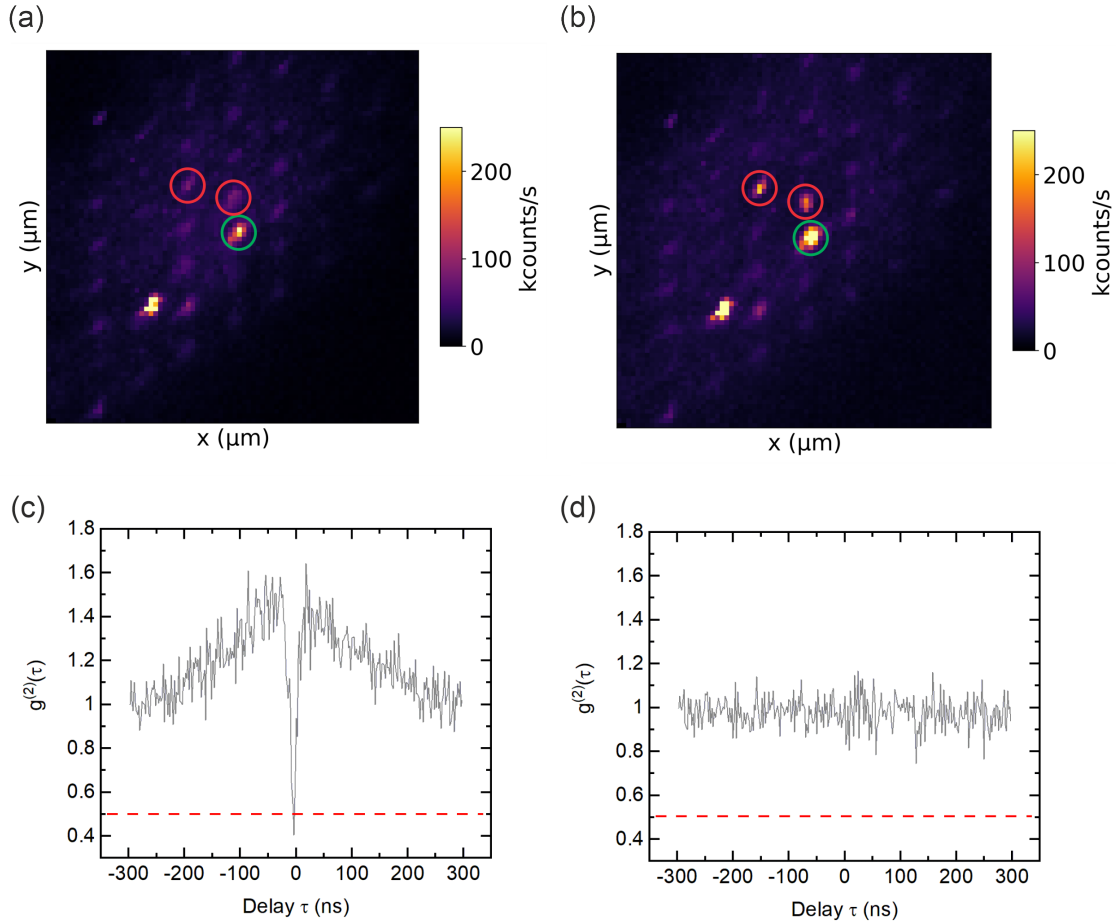 (a)
(b)
y (μm)
x (μm)
200
100
0
kcounts/s
y (μm)
x (μm)
200
100
0
kcounts/s
(c)
(d)
1.8
1.6
1.4
1.2
1
0.8
0.6
0.4
g⁽²⁾(τ)
-300 -200 -100 0 100 200 300
Delay τ (ns)
1.8
1.6
1.4
1.2
1
0.8
0.6
0.4
g⁽²⁾(τ)
-300 -200 -100 0 100 200 300
Delay τ (ns)